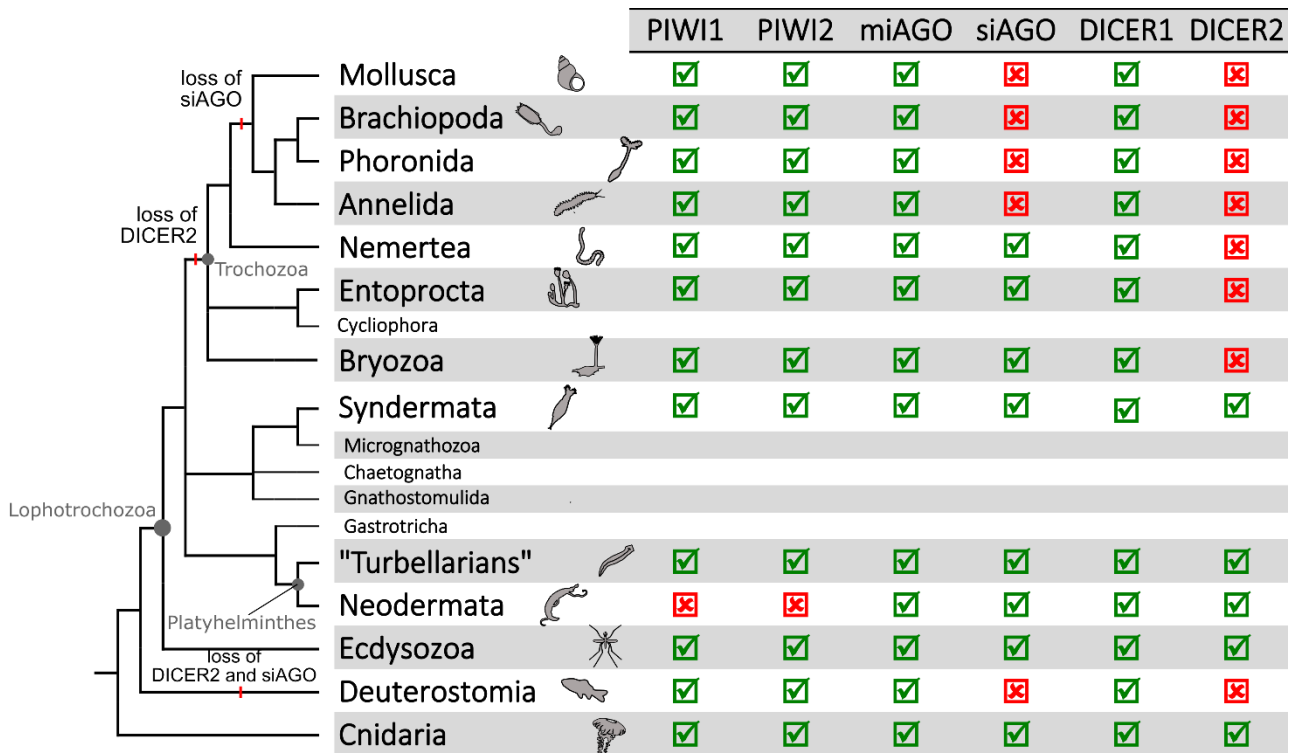 PIWI1 PIWI2 miAGO siAGO DICER1 DICER2
loss of
siAGO
Mollusca
Brachiopoda
Phoronida
Annelida
loss of
DICER2
Nemertea
Trochozoa
Entoprocta
Cycliophora
Bryozoa
Syndermata
Micrognathozoa
Chaetognatha
Gnathostomulida
Lophotrochozoa
Gastrotricha
"Turbellarians"
Neodermata
Platyhelminthes
Ecdysozoa
loss of
DICER2 and siAGO
Deuterostomia
Cnidaria